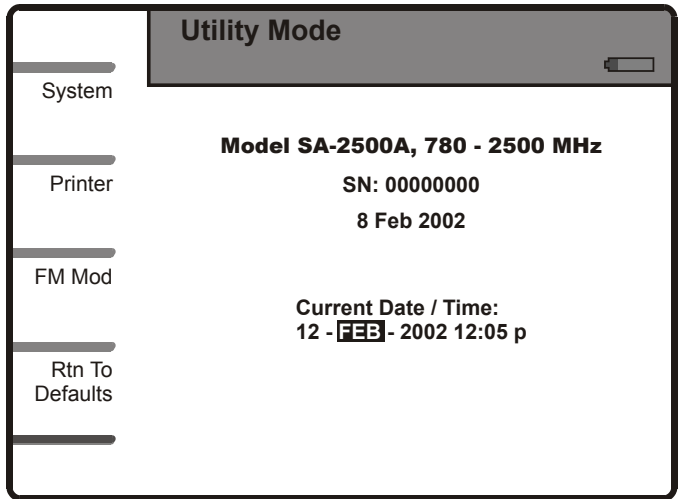 Utility Mode
System
Printer
FM Mod
Rtn To
Defaults
Model SA-2500A, 780 - 2500 MHz
SN: 00000000
8 Feb 2002
Current Date / Time:
12 - FEB - 2002 12:05 p